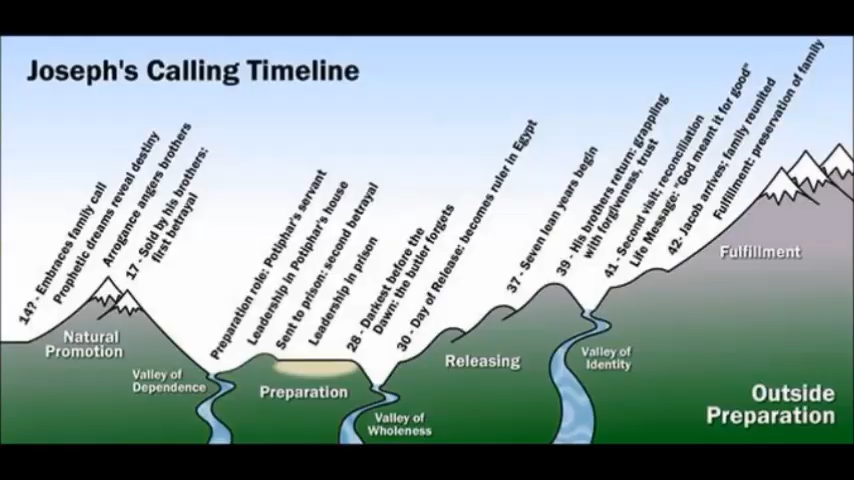 Joseph's Calling Timeline
14? - Embraces family call
Prophetic dreams reveal destiny
Arrogance angers brothers
17 - Sold by his brothers:
first betrayal
Preparation role: Potiphar's servant
Leadership in Potiphar's house
Sent to prison: second betrayal
Leadership in prison
28 - Darkest before the
Dawn: the butler forgets
30 - Day of Release: becomes ruler in Egypt
37 - Seven lean years begin
39 - His brothers return: grappling
with forgiveness, trust
41 - Second visit; reconciliation
Life Message: "God meant it for good"
42- Jacob arrives; family reunited
Fulfillment: preservation of family
Natural
Promotion
Valley of
Dependence
Preparation
Valley of
Wholeness
Releasing
Valley of
Identity
Fulfillment
Outside
Preparation